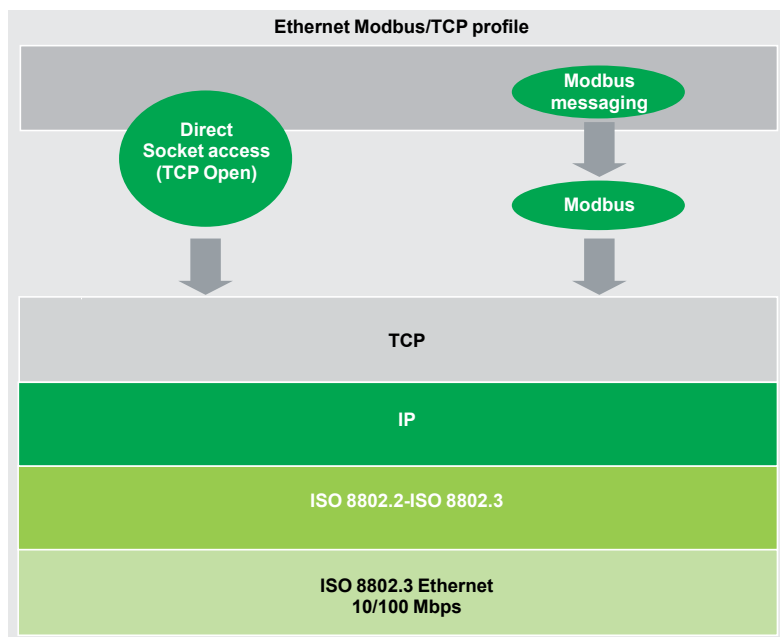 Ethernet Modbus/TCP profile
Direct
Socket access
(TCP Open)
Modbus
messaging
Modbus
TCP
IP
ISO 8802.2-ISO 8802.3
ISO 8802.3 Ethernet
10/100 Mbps